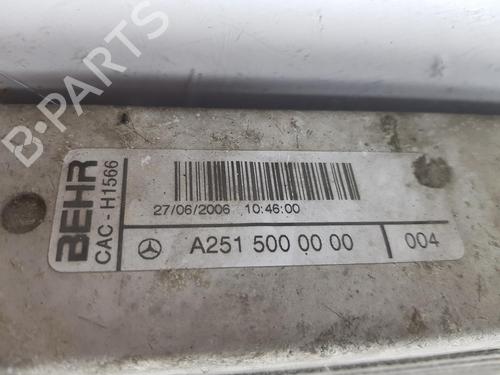 B-PARTS
BEHR
CAC - H1566
27/06/2006 10:46:00
A251 500 00 00
004